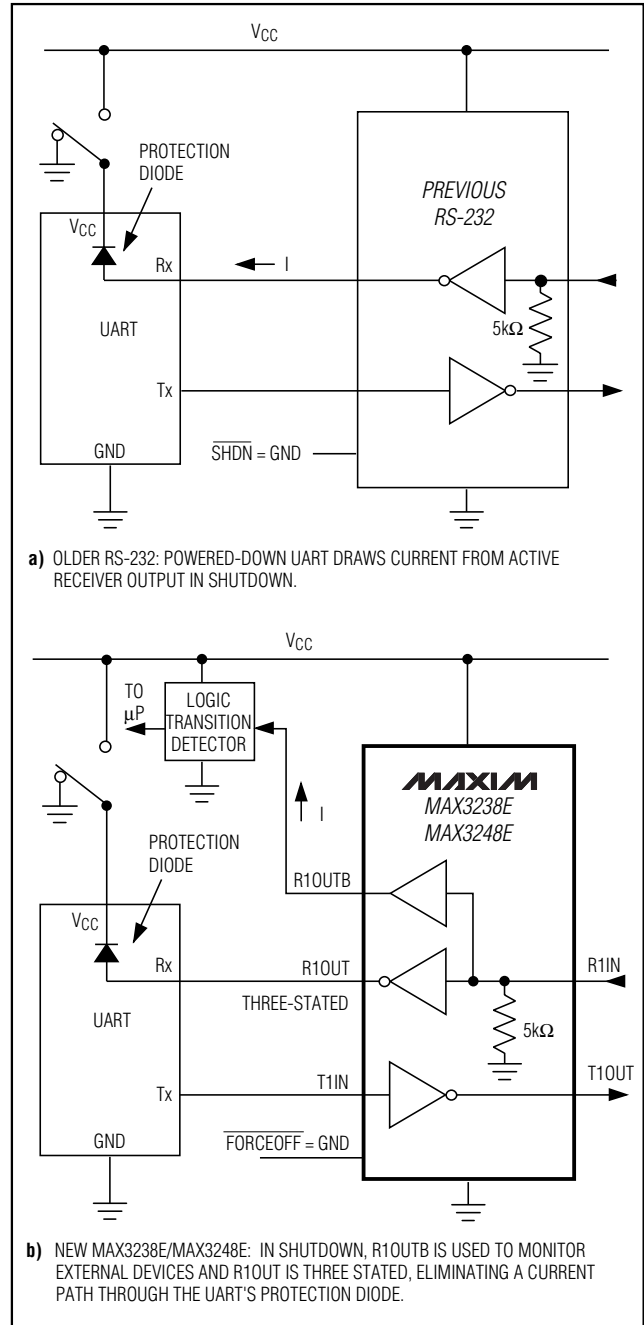 VCC
PROTECTION
DIODE
VCC
Rx
I
UART
Tx
GND
PREVIOUS
RS-232
5kΩ
SHDN = GND
a) OLDER RS-232: POWERED-DOWN UART DRAWS CURRENT FROM ACTIVE
RECEIVER OUTPUT IN SHUTDOWN.
VCC
TO
μP
LOGIC
TRANSITION
DETECTOR
I
MAXIM
MAX3238E
MAX3248E
PROTECTION
DIODE
R1OUTB
VCC
Rx
R1OUT
R1IN
THREE-STATED
UART
5kΩ
Tx
T1IN
T1OUT
GND
FORCEOFF = GND
b) NEW MAX3238E/MAX3248E: IN SHUTDOWN, R1OUTB IS USED TO MONITOR
EXTERNAL DEVICES AND R1OUT IS THREE STATED, ELIMINATING A CURRENT
PATH THROUGH THE UART'S PROTECTION DIODE.